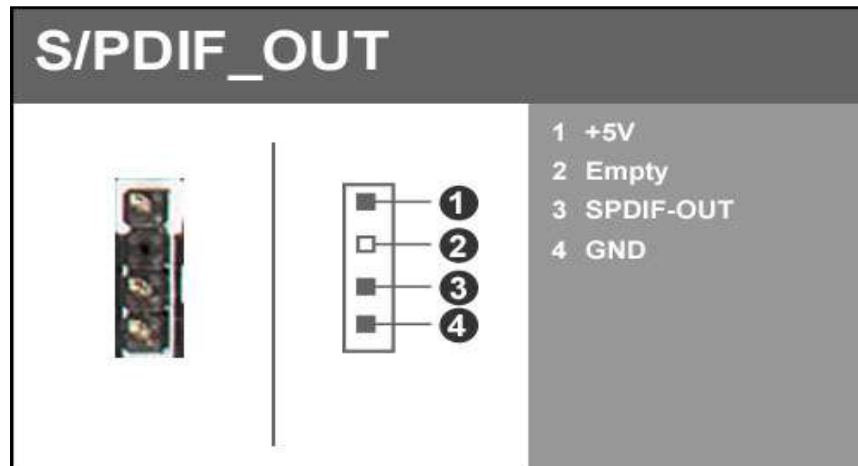 S/PDIF_OUT
1 +5V
2 Empty
3 SPDIF-OUT
4 GND
1
2
3
4